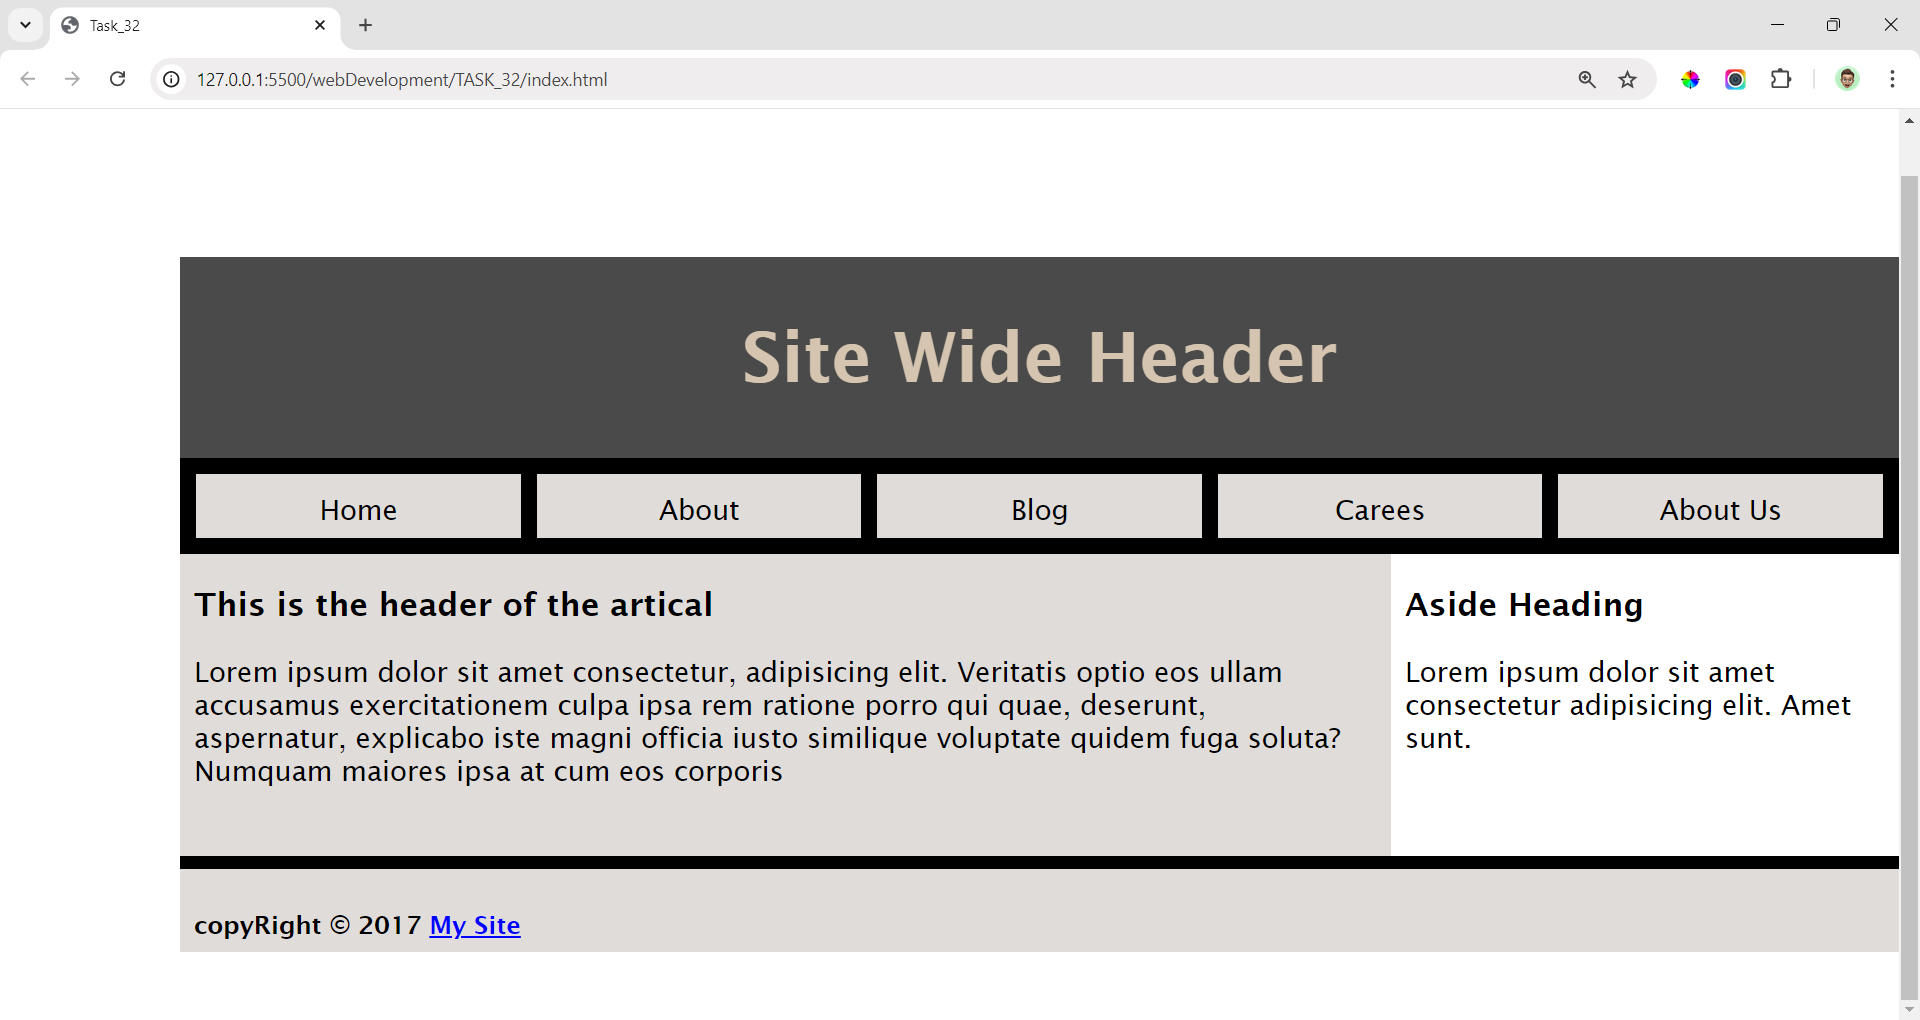 Task_32
127.0.0.1:5500/webDevelopment/TASK_32/index.html
Site Wide Header
Home
About
Blog
Carees
About Us
This is the header of the artical
Lorem ipsum dolor sit amet consectetur, adipisicing elit. Veritatis optio eos ullam
accusamus exercitationem culpa ipsa rem ratione porro qui quae, deserunt,
aspernatur, explicabo iste magni officia iusto similique voluptate quidem fuga soluta?
Numquam maiores ipsa at cum eos corporis
Aside Heading
Lorem ipsum dolor sit amet
consectetur adipisicing elit. Amet
sunt.
copyRight © 2017 My Site